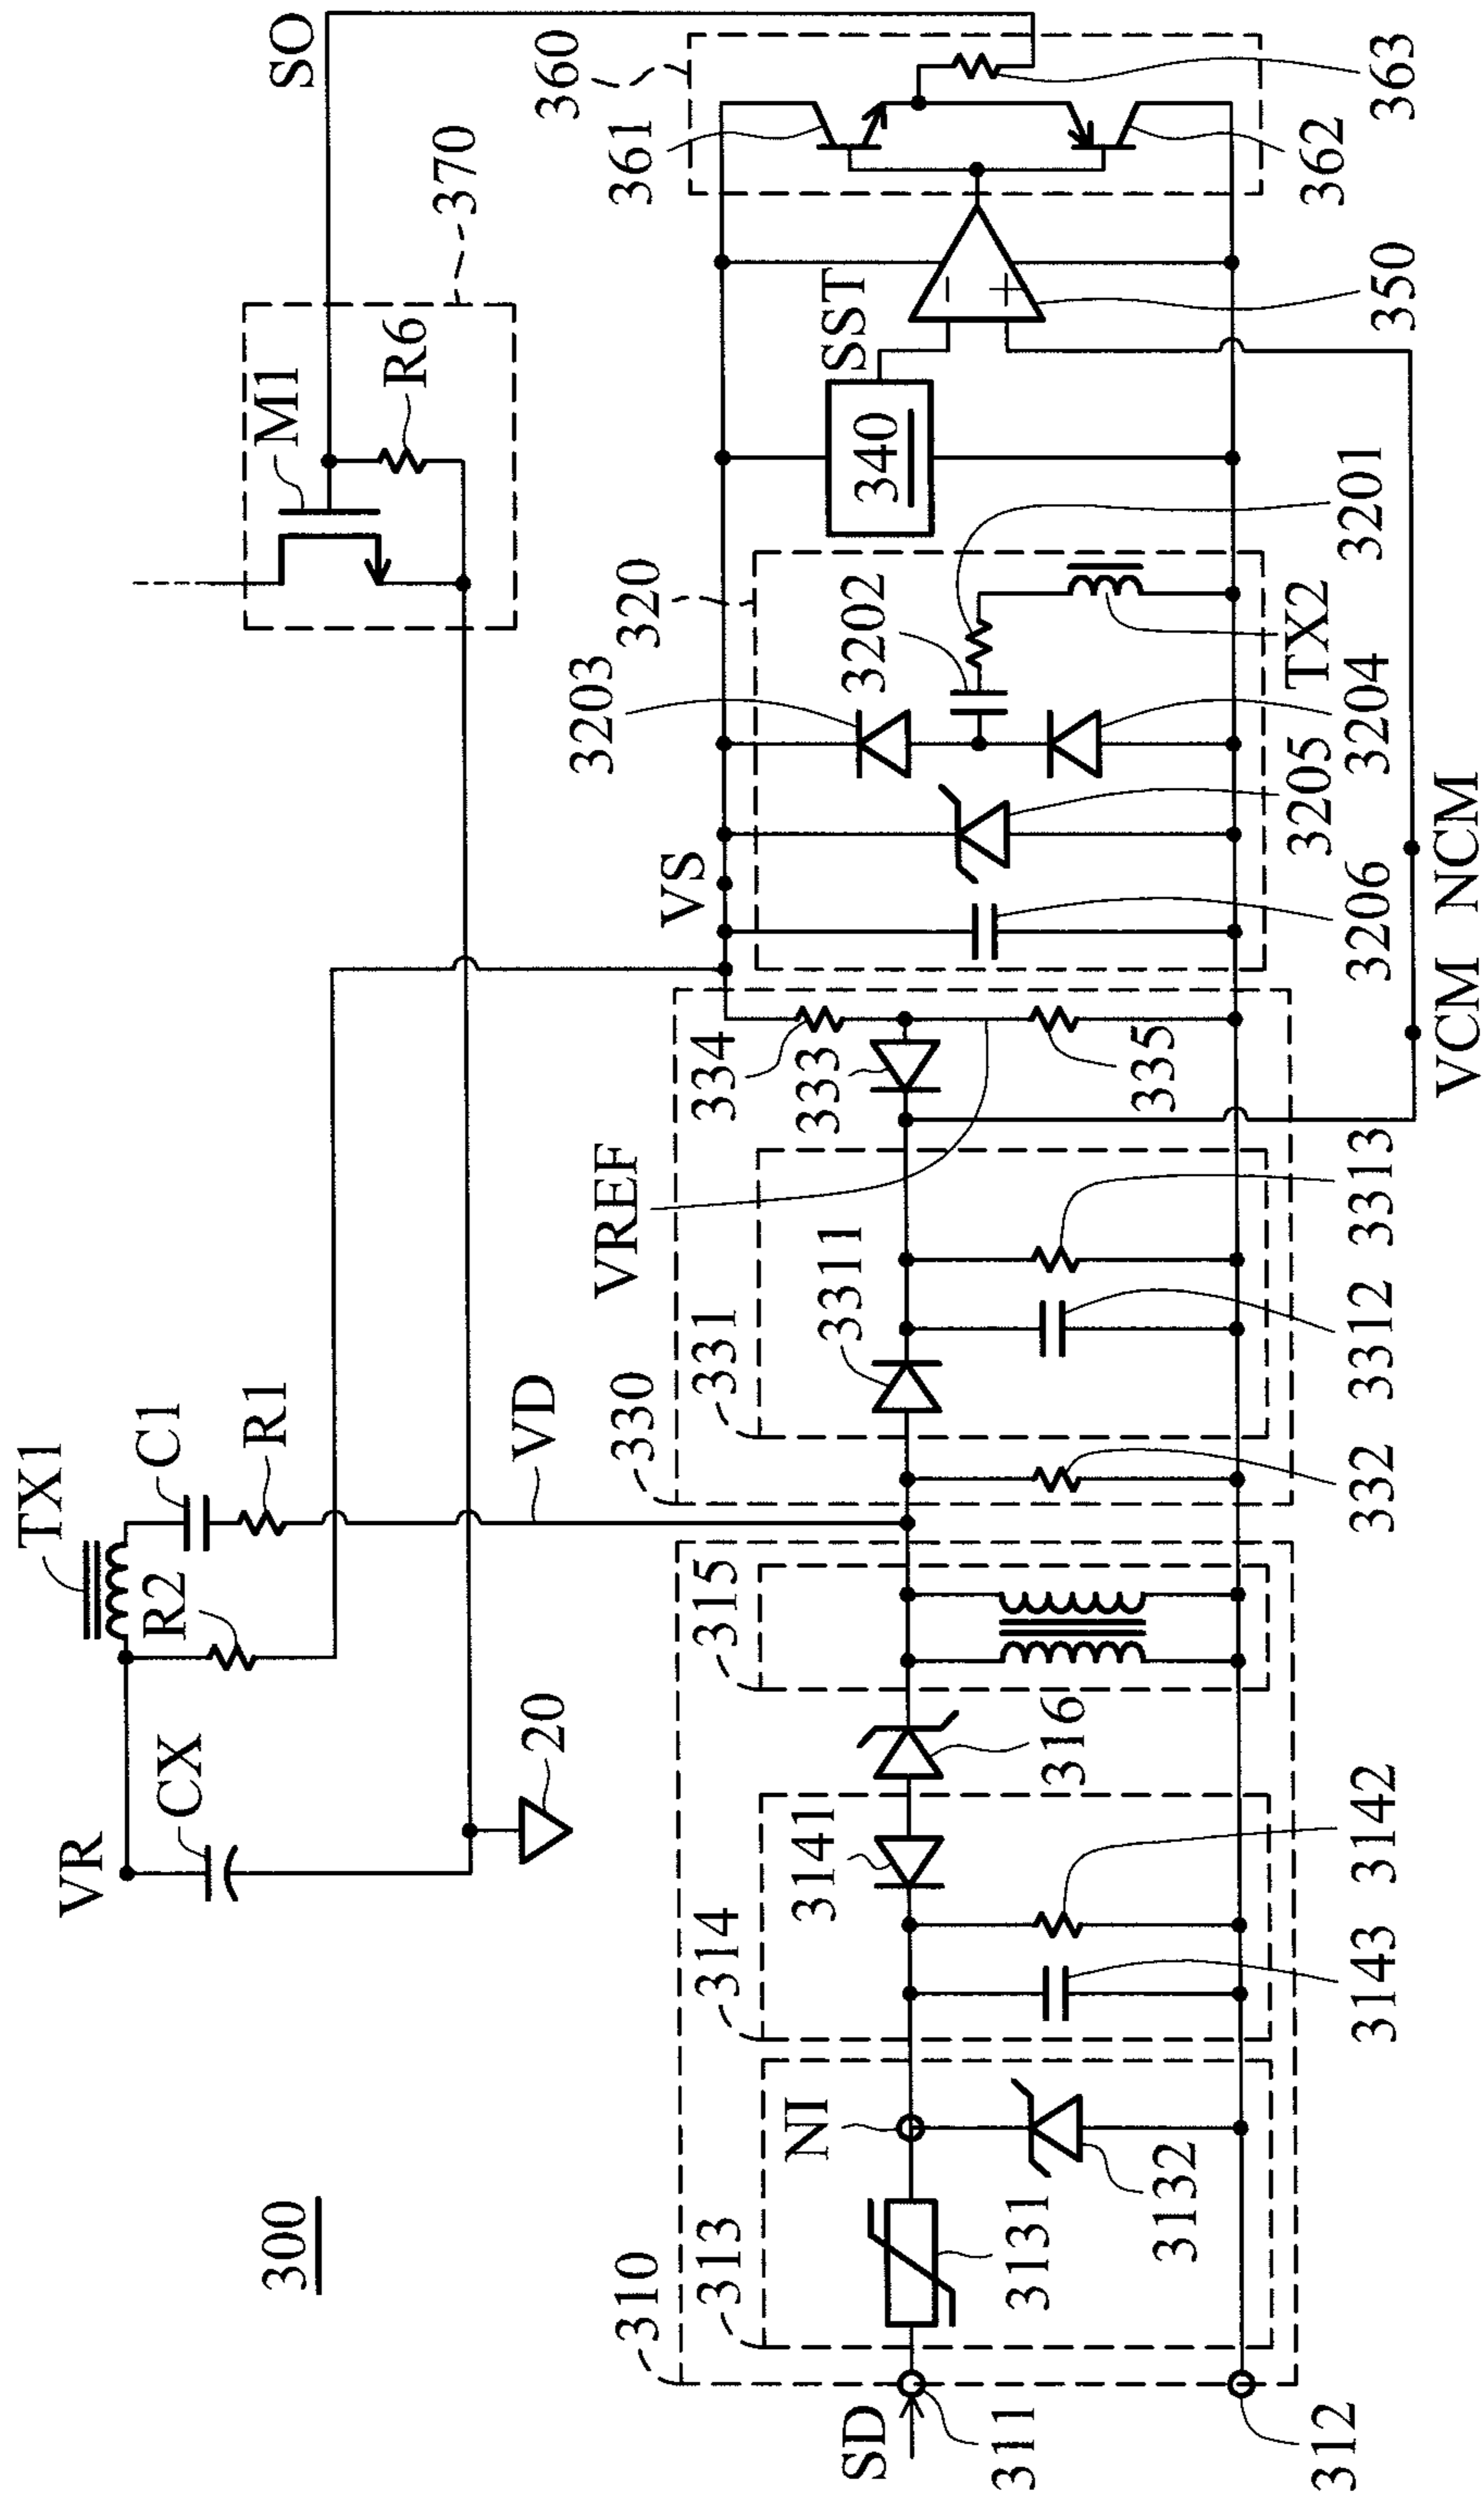 300
VR
CX
TX1
C1
R1
R2
20
VD
M1
R6
370
SO
310
313
NI
3131
3132
SD
311
312
314
3141
3142
3143
316
315
330
331
332
3311
3312
3313
VREF
333
334
335
VCM
NCM
VS
320
3201
3202
3203
3204
3205
3206
TX2
340
SST
350
360
361
362
363
−
+